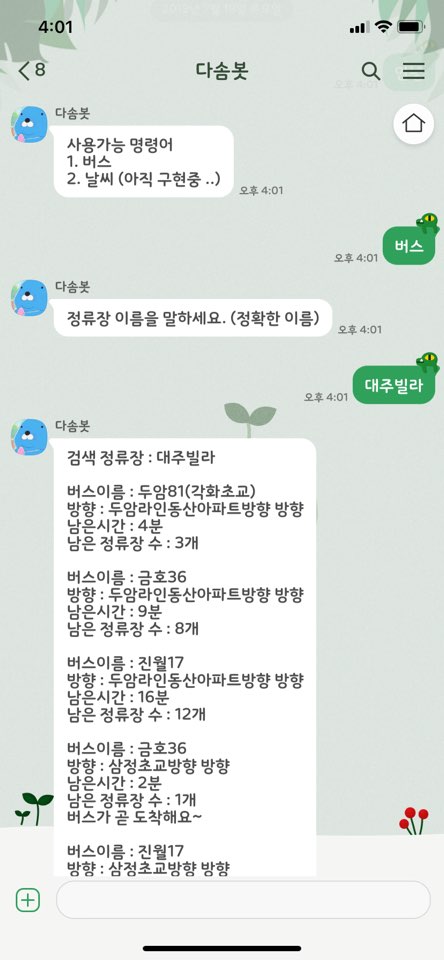 4:01
8
다솜봇
다솜봇
사용가능 명령어
1. 버스
2. 날씨 (아직 구현중 ..)
오후 4:01
버스
오후 4:01
다솜봇
정류장 이름을 말하세요. (정확한 이름)
오후 4:01
대주빌라
오후 4:01
다솜봇
검색 정류장 : 대주빌라
버스이름 : 두암81(각화초교)
방향 : 두암라인동산아파트방향 방향
남은시간 : 4분
남은 정류장 수 : 3개
버스이름 : 금호36
방향 : 두암라인동산아파트방향 방향
남은시간 : 9분
남은 정류장 수 : 8개
버스이름 : 진월17
방향 : 두암라인동산아파트방향 방향
남은시간 : 16분
남은 정류장 수 : 12개
버스이름 : 금호36
방향 : 삼정초교방향 방향
남은시간 : 2분
남은 정류장 수 : 1개
버스가 곧 도착해요~
버스이름 : 진월17
방향 : 삼정초교방향 방향